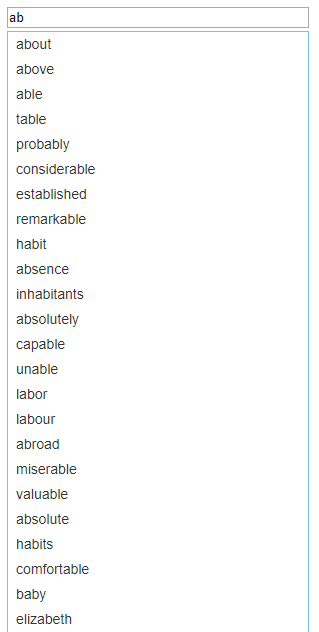 ab
about
above
able
table
probably
considerable
established
remarkable
habit
absence
inhabitants
absolutely
capable
unable
labor
labour
abroad
miserable
valuable
absolute
habits
comfortable
baby
elizabeth